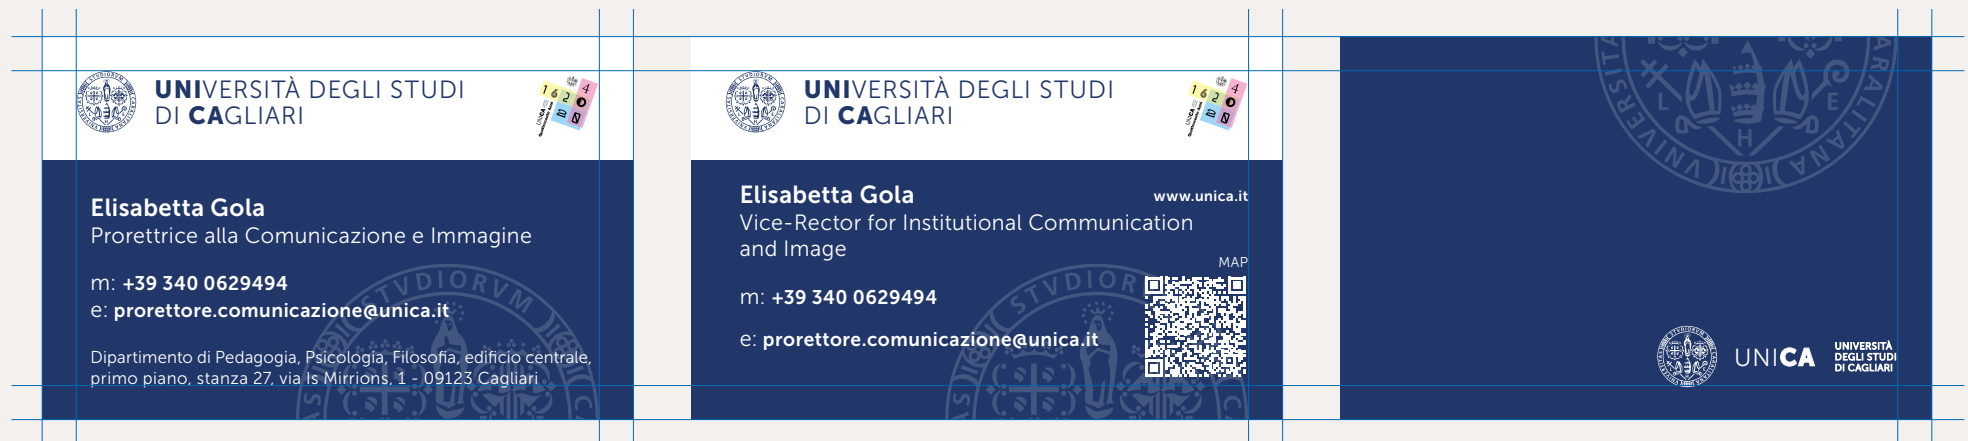 UNIVERSITÀ DEGLI STUDI
DI CAGLIARI
Elisabetta Gola
Prorettrice alla Comunicazione e Immagine
m: +39 340 0629494
e: prorettore.comunicazione@unica.it
Dipartimento di Pedagogia, Psicologia, Filosofia, edificio centrale,
primo piano, stanza 27, via Is Mirrions, 1 - 09123 Cagliari
STVDIORVM
UNIVERSITÀ DEGLI STUDI
DI CAGLIARI
Elisabetta Gola
www.unica.it
Vice-Rector for Institutional Communication
and Image
MAP
m: +39 340 0629494
e: prorettore.comunicazione@unica.it
L E
H
UNICA
UNIVERSITÀ
DEGLI STUDI
DI CAGLIARI